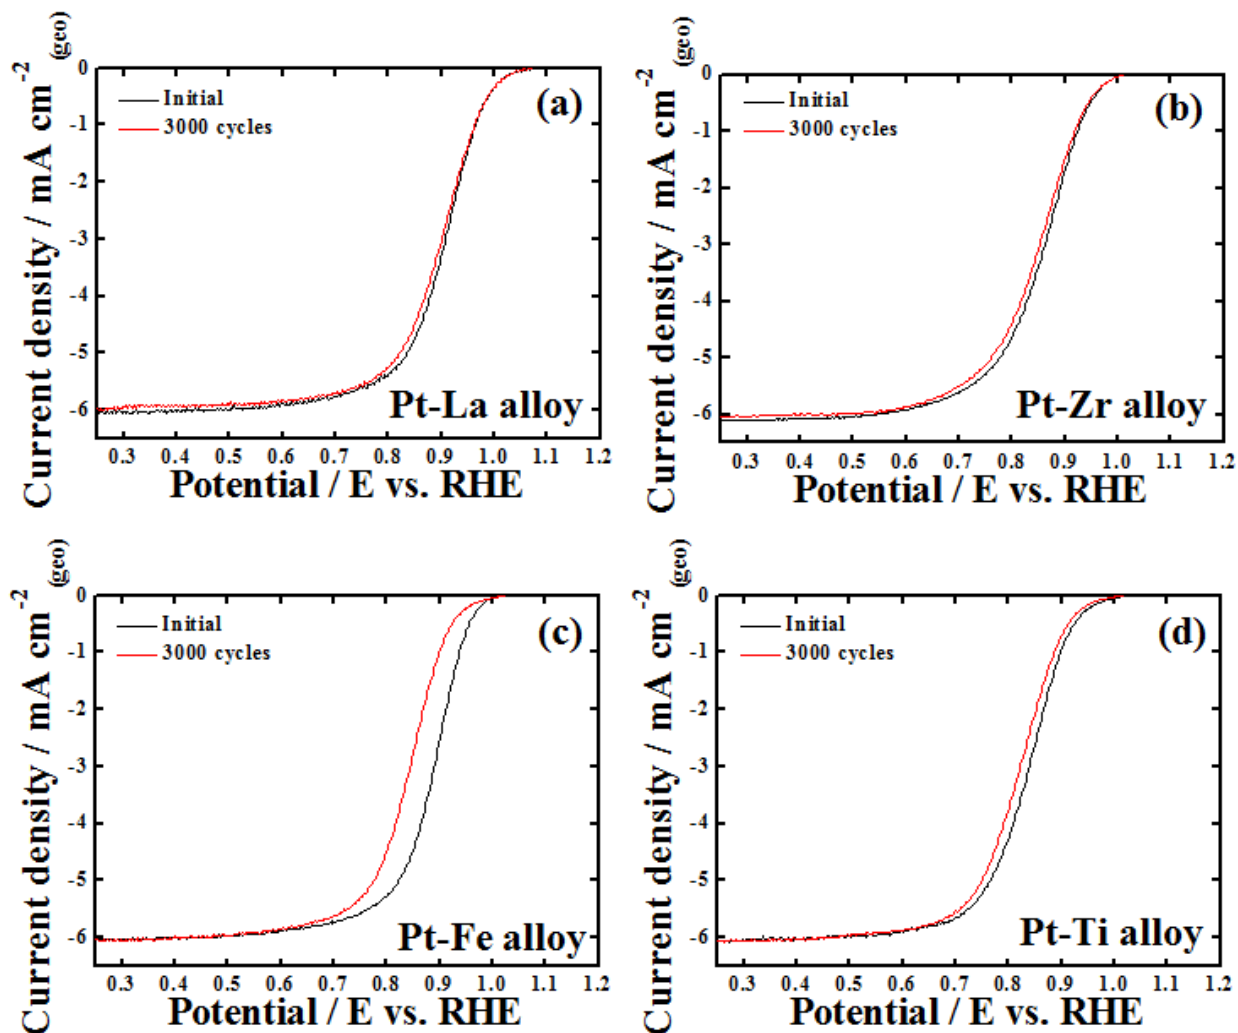 Current density / mA cm-2 (geo)
0
-1
-2
-3
-4
-5
-6
Initial
3000 cycles
(a)
Pt-La alloy
0.3 0.4 0.5 0.6 0.7 0.8 0.9 1.0 1.1 1.2
Potential / E vs. RHE
Current density / mA cm-2 (geo)
0
-1
-2
-3
-4
-5
-6
Initial
3000 cycles
(b)
Pt-Zr alloy
0.3 0.4 0.5 0.6 0.7 0.8 0.9 1.0 1.1 1.2
Potential / E vs. RHE
Current density / mA cm-2 (geo)
0
-1
-2
-3
-4
-5
-6
Initial
3000 cycles
(c)
Pt-Fe alloy
0.3 0.4 0.5 0.6 0.7 0.8 0.9 1.0 1.1 1.2
Potential / E vs. RHE
Current density / mA cm-2 (geo)
0
-1
-2
-3
-4
-5
-6
Initial
3000 cycles
(d)
Pt-Ti alloy
0.3 0.4 0.5 0.6 0.7 0.8 0.9 1.0 1.1 1.2
Potential / E vs. RHE